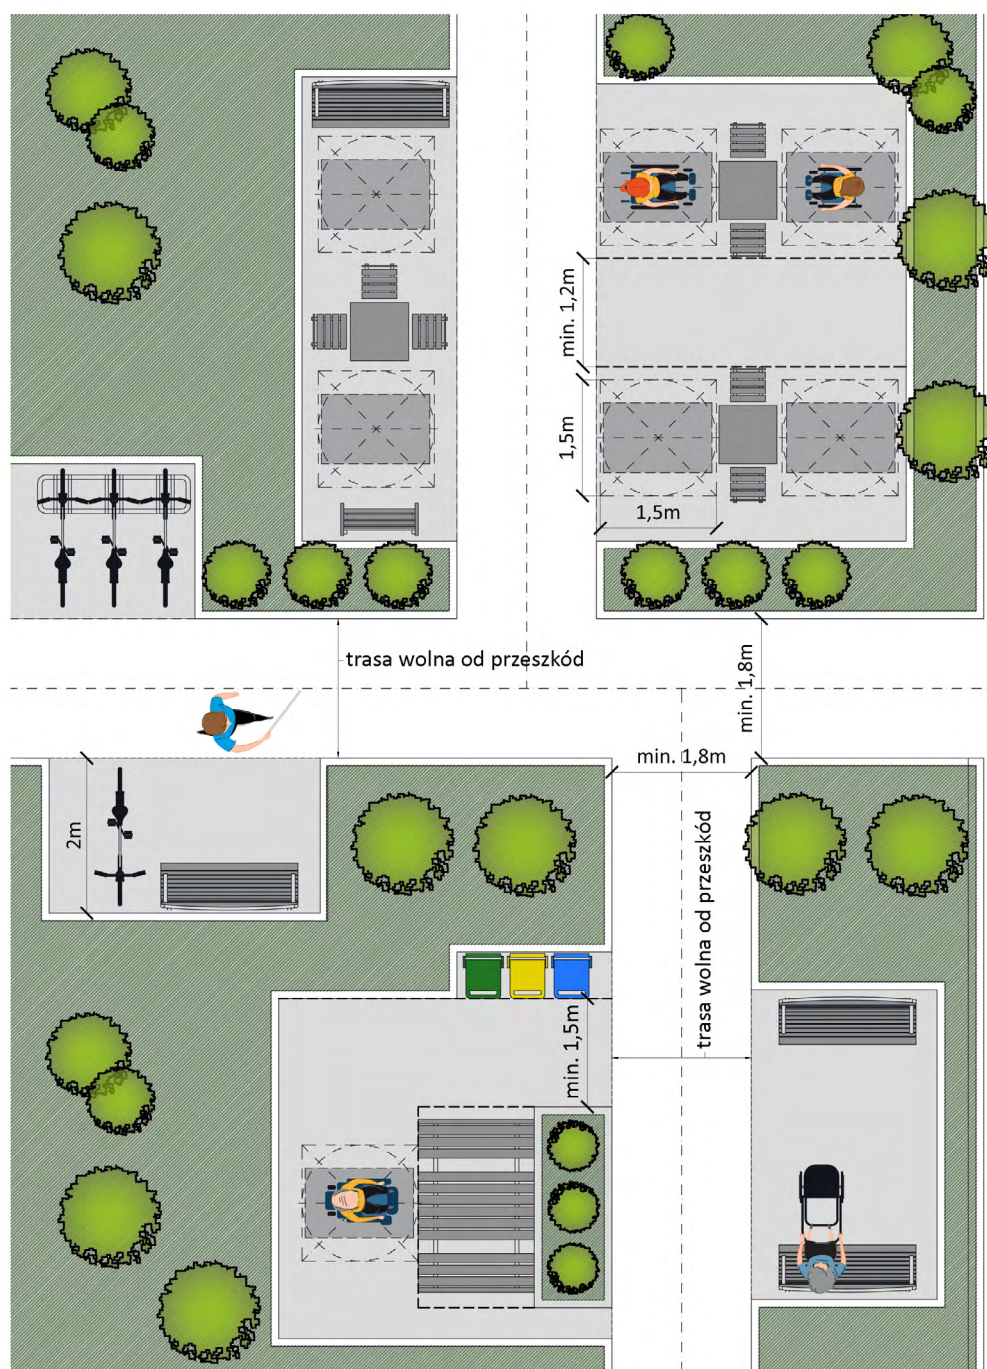 min. 1,2m
1,5m
1,5m
trasa wolna od przeszkód
min. 1,8m
min. 1,8m
2m
trasa wolna od przeszkód
min. 1,5m